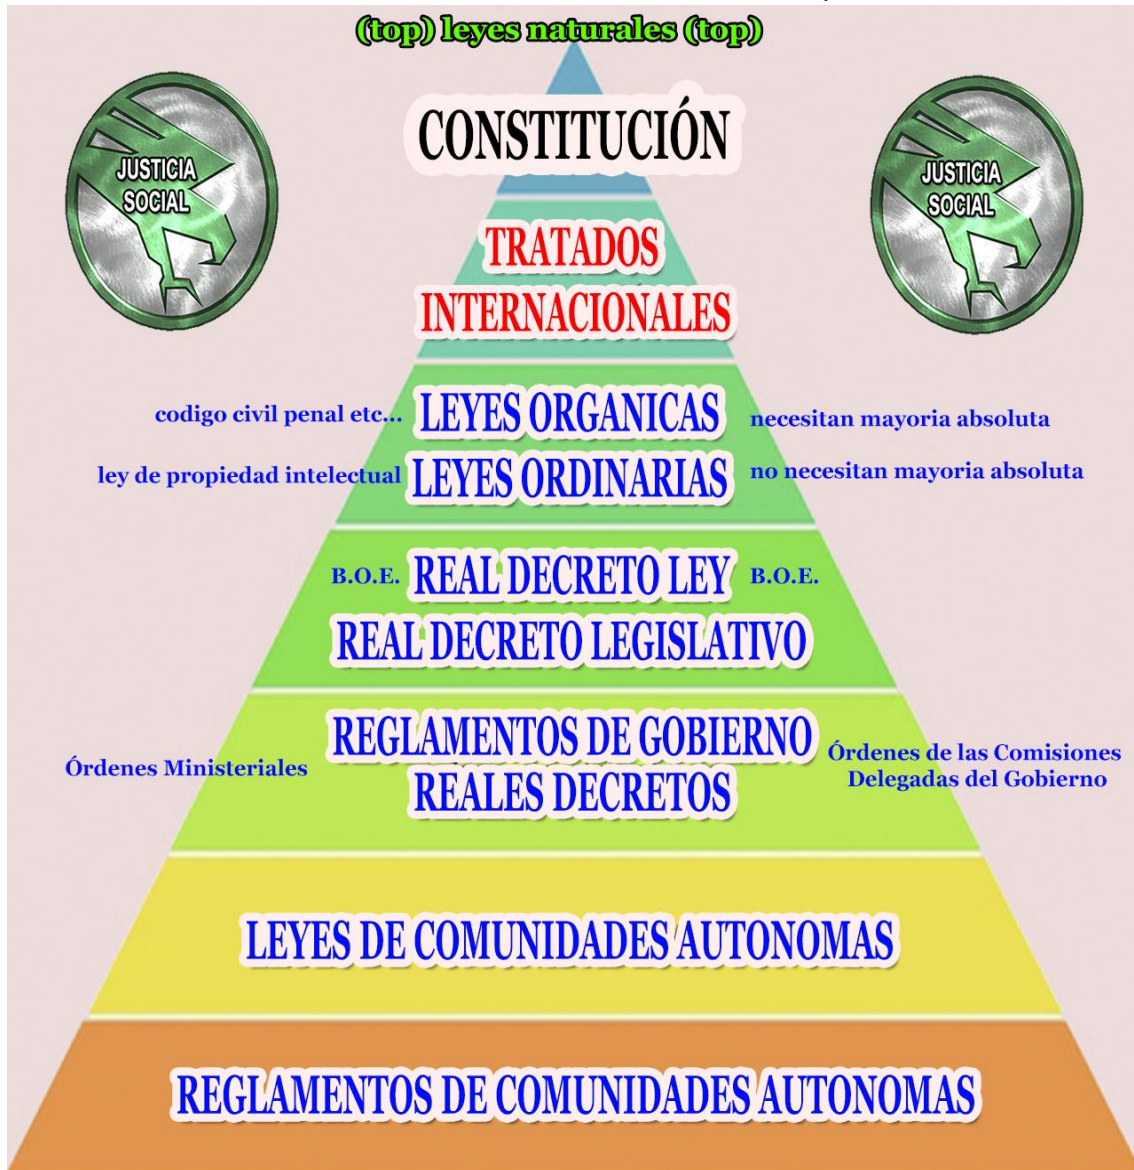 (top) leyes naturales (top)
CONSTITUCIÓN
JUSTICIA
SOCIAL
JUSTICIA
SOCIAL
TRATADOS
INTERNACIONALES
codigo civil penal etc... LEYES ORGANICAS necesitan mayoria absoluta
ley de propiedad intelectual LEYES ORDINARIAS no necesitan mayoria absoluta
B.O.E. REAL DECRETO LEY B.O.E.
REAL DECRETO LEGISLATIVO
REGLAMENTOS DE GOBIERNO
REALES DECRETOS
Órdenes Ministeriales
Órdenes de las Comisiones
Delegadas del Gobierno
LEYES DE COMUNIDADES AUTONOMAS
REGLAMENTOS DE COMUNIDADES AUTONOMAS